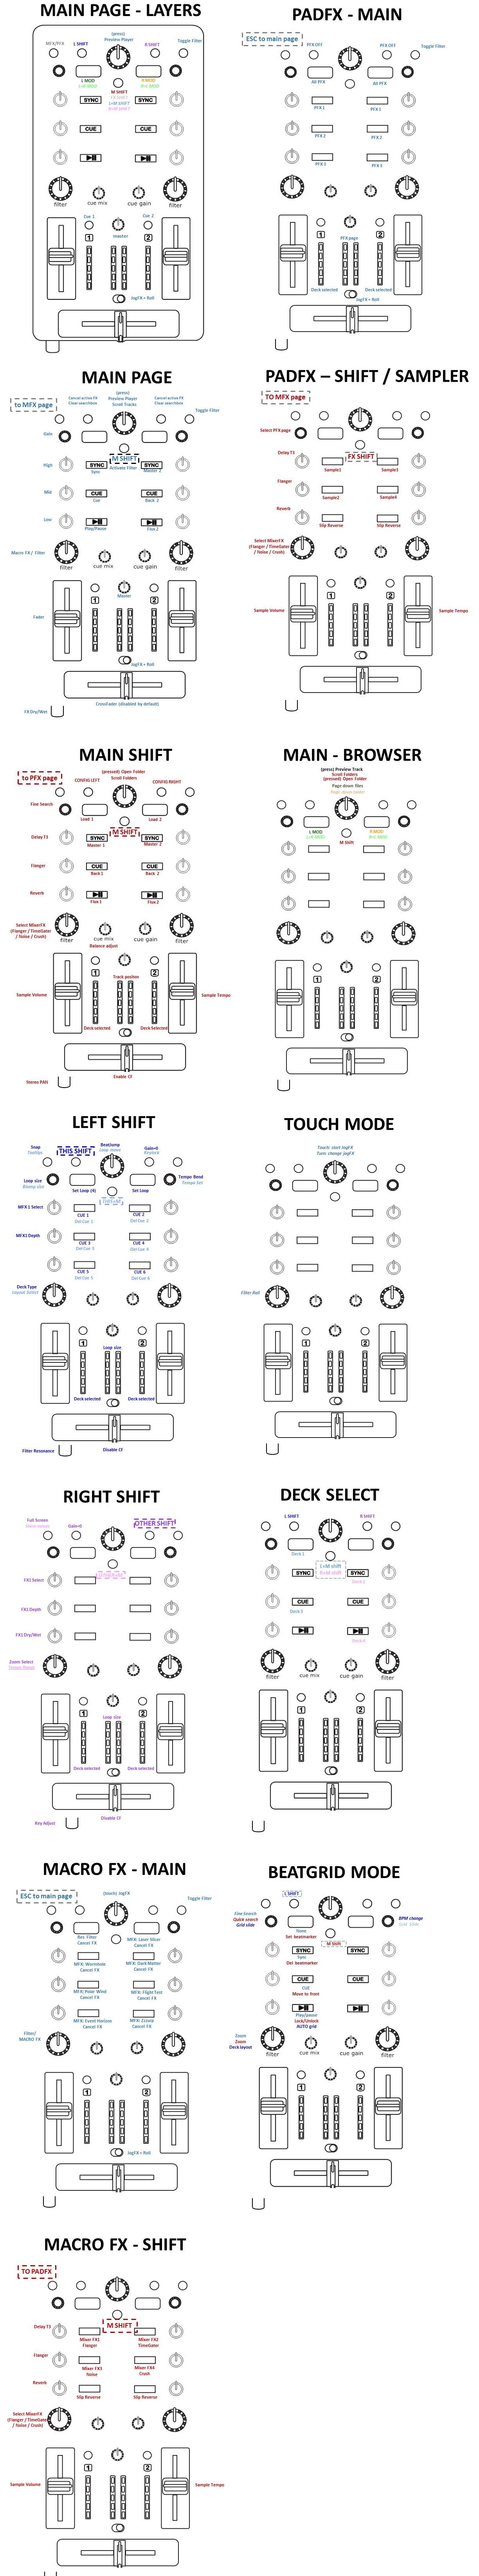 MAIN PAGE - LAYERS
(press)
Preview Player
MFX/PFX
L SHIFT
R SHIFT
Toggle Filter
L MOD
R MOD
M SHIFT
SYNC
SYNC
CUE
CUE
filter
cue mix
cue gain
filter
Cue 1
Cue 2
master
1
2
JogFX + Roll
PADFX - MAIN
ESC to main page
PFX OFF
PFX OFF
Toggle Filter
All PFX
All PFX
PFX 1
PFX 1
PFX 2
PFX 2
PFX 3
PFX 3
1
PFX page
2
Deck selected
Deck selected
JogFX + Roll
MAIN PAGE
to MFX page
Cancel active FX
Clear searchbox
(press)
Preview Player
Scroll Tracks
Cancel active FX
Clear searchbox
Toggle Filter
Gain
M SHIFT
High
SYNC
Sync
Activate Filter
SYNC
Master 2
Mid
CUE
Cue
CUE
Back 2
Low
Play/Pause
Flux 2
Macro FX / Filter
filter
cue mix
cue gain
filter
Master
1
2
Fader
JogFX + Roll
CrossFader (disabled by default)
FX Dry/Wet
PADFX – SHIFT / SAMPLER
TO MFX page
Select PFX page
Delay T3
FX SHIFT
Sample1
Sample3
Flanger
Sample2
Sample4
Reverb
Slip Reverse
Slip Reverse
Select MixerFX
(Flanger / TimeGater
/ Noise / Crush)
1
2
Sample Volume
Sample Tempo
MAIN SHIFT
to PFX page
(pressed) Open Folder
Scroll Folders
CONFIG LEFT
CONFIG RIGHT
Fine Search
Load 1
Load 2
M SHIFT
Delay T3
SYNC
SYNC
Master 1
Master 2
Flanger
CUE
CUE
Back 1
Back 2
Reverb
Flux 1
Flux 2
Select MixerFX
(Flanger / TimeGater
/ Noise / Crush)
filter
cue mix
cue gain
filter
Balance adjust
1
Track postion
2
Sample Volume
Sample Tempo
Deck selected
Deck Selected
Enable CF
Stereo PAN
MAIN - BROWSER
(press) Preview Track
Scroll Folders
(pressed) Open Folder
Page down files
Page down folder
L MOD
R MOD
M Shift
1
2
LEFT SHIFT
Snap
Tooltips
THIS SHIFT
Beatjump
Loop move
Gain=0
Keylock
Loop size
Set Loop (4)
Set Loop
Tempo Bend
Tempo Set
MFX 1 Select
CUE 1
Del Cue 1
CUE 2
Del Cue 2
MFX1 Depth
CUE 3
Del Cue 3
CUE 4
Del Cue 4
CUE 5
Del Cue 5
CUE 6
Del Cue 6
Deck Type
Layout Select
1
2
Loop size
Deck selected
Deck selected
Filter Resonance
Disable CF
TOUCH MODE
Touch: start JogFX
Turn: change JogFX
Filter Roll
1
2
RIGHT SHIFT
Full Screen
Gain=0
OTHER SHIFT
FX1 Select
FX1 Depth
FX1 Dry/Wet
Zoom Select
1
2
Loop size
Deck selected
Deck selected
Disable CF
Key Adjust
DECK SELECT
L SHIFT
R SHIFT
Deck 1
L+M shift
R+M shift
SYNC
SYNC
Deck 2
CUE
CUE
Deck 3
Deck 4
filter
cue mix
cue gain
filter
1
2
MACRO FX - MAIN
ESC to main page
(touch) JogFX
Toggle Filter
Rez Filter
Cancel FX
MFX: Laser Slicer
Cancel FX
MFX: Wormhole
Cancel FX
MFX: Dark Matter
Cancel FX
MFX: Polar Wind
Cancel FX
MFX: Flight Test
Cancel FX
MFX: Event Horizon
Cancel FX
MFX: Zzzurp
Cancel FX
Filter/
MACRO FX
1
2
JogFX + Roll
BEATGRID MODE
L SHIFT
Fine Search
Quick search
Grid slide
BPM change
None
Set beatmarker
M Shift
SYNC
SYNC
Sync
Del beatmarker
CUE
CUE
CUE
Move to front
Play/pause
Lock/Unlock
AUTO grid
Zoom
Zoom
Deck layout
filter
cue mix
cue gain
filter
1
2
MACRO FX - SHIFT
TO PADFX
M SHIFT
Delay T3
Mixer FX1
Flanger
Mixer FX2
TimeGator
Flanger
Mixer FX3
Noise
Mixer FX4
Crush
Reverb
Slip Reverse
Slip Reverse
Select MixerFX
(Flanger / TimeGater
/ Noise / Crush)
1
2
Sample Volume
Sample Tempo